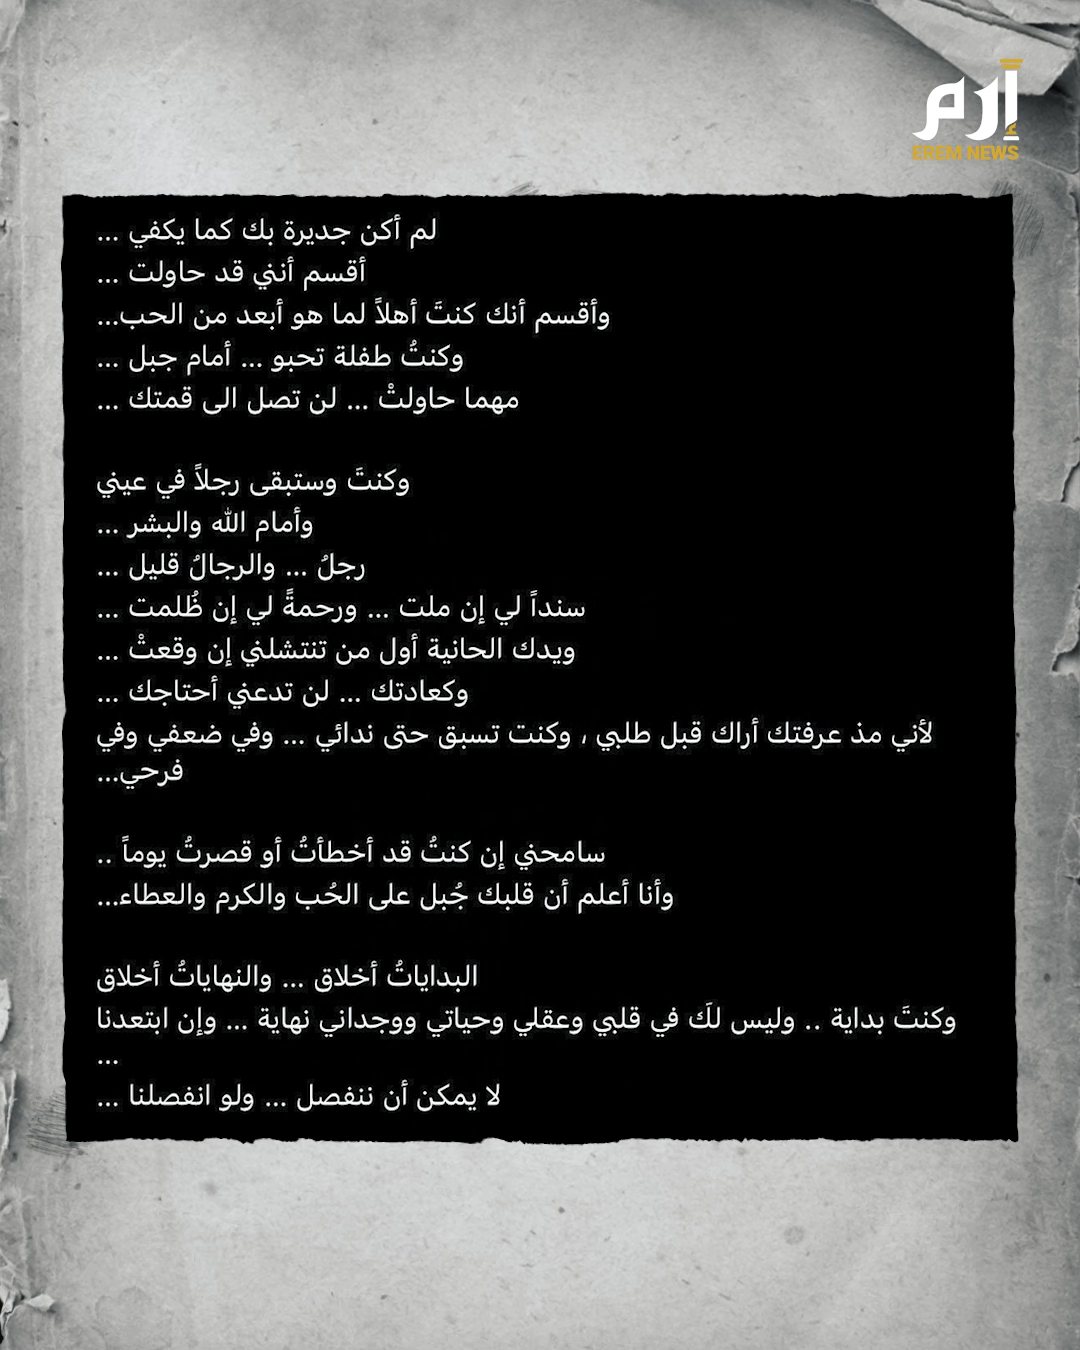 إرم
EREM NEWS
لم أكن جديرة بك كما يكفي ...
أقسم أنني قد حاولت ...
وأقسم أنك كنتَ أهلاً لما هو أبعد من الحب...
وكنتُ طفلة تحبو ... أمام جبل ...
مهما حاولتْ ... لن تصل الى قمتك ...
وكنتَ وستبقى رجلاً في عيني
وأمام الله والبشر ...
رجلُ ... والرجالُ قليل ...
سنداً لي إن ملت ... ورحمةً لي إن ظُلمت ...
ويدك الحانية أول من تنتشلني إن وقعتْ ...
وكعادتك ... لن تدعني أحتاجك ...
لأني مذ عرفتك أراك قبل طلبي ، وكنت تسبق حتى ندائي ... وفي ضعفي وفي
فرحي...
سامحني إن كنتُ قد أخطأتُ أو قصرتُ يوماً ..
وأنا أعلم أن قلبك جُبل على الحُب والكرم والعطاء...
البداياتُ أخلاق ... والنهاياتُ أخلاق
وكنتَ بداية .. وليس لكَ في قلبي وعقلي وحياتي ووجداني نهاية ... وإن ابتعدنا
...
لا يمكن أن ننفصل ... ولو انفصلنا ...